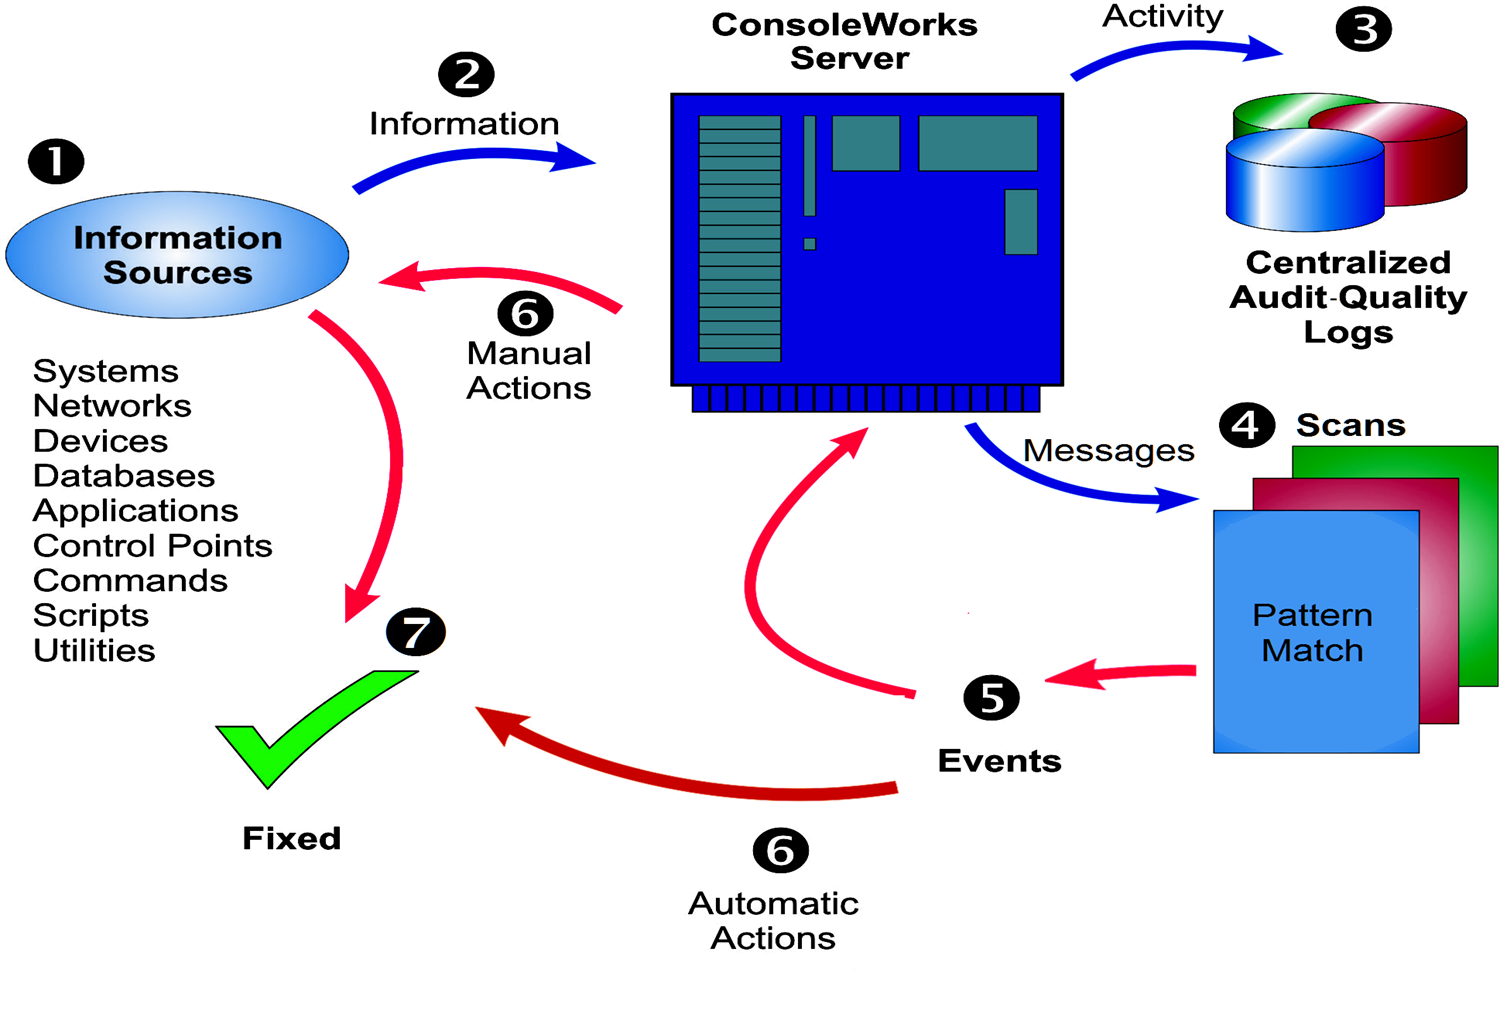 1
Information
Sources
Systems
Networks
Devices
Databases
Applications
Control Points
Commands
Scripts
Utilities
2
Information
ConsoleWorks
Server
Activity
3
Centralized
Audit-Quality
Logs
Messages
4 Scans
Pattern
Match
5
Events
6
Manual
Actions
6
Automatic
Actions
7
Fixed